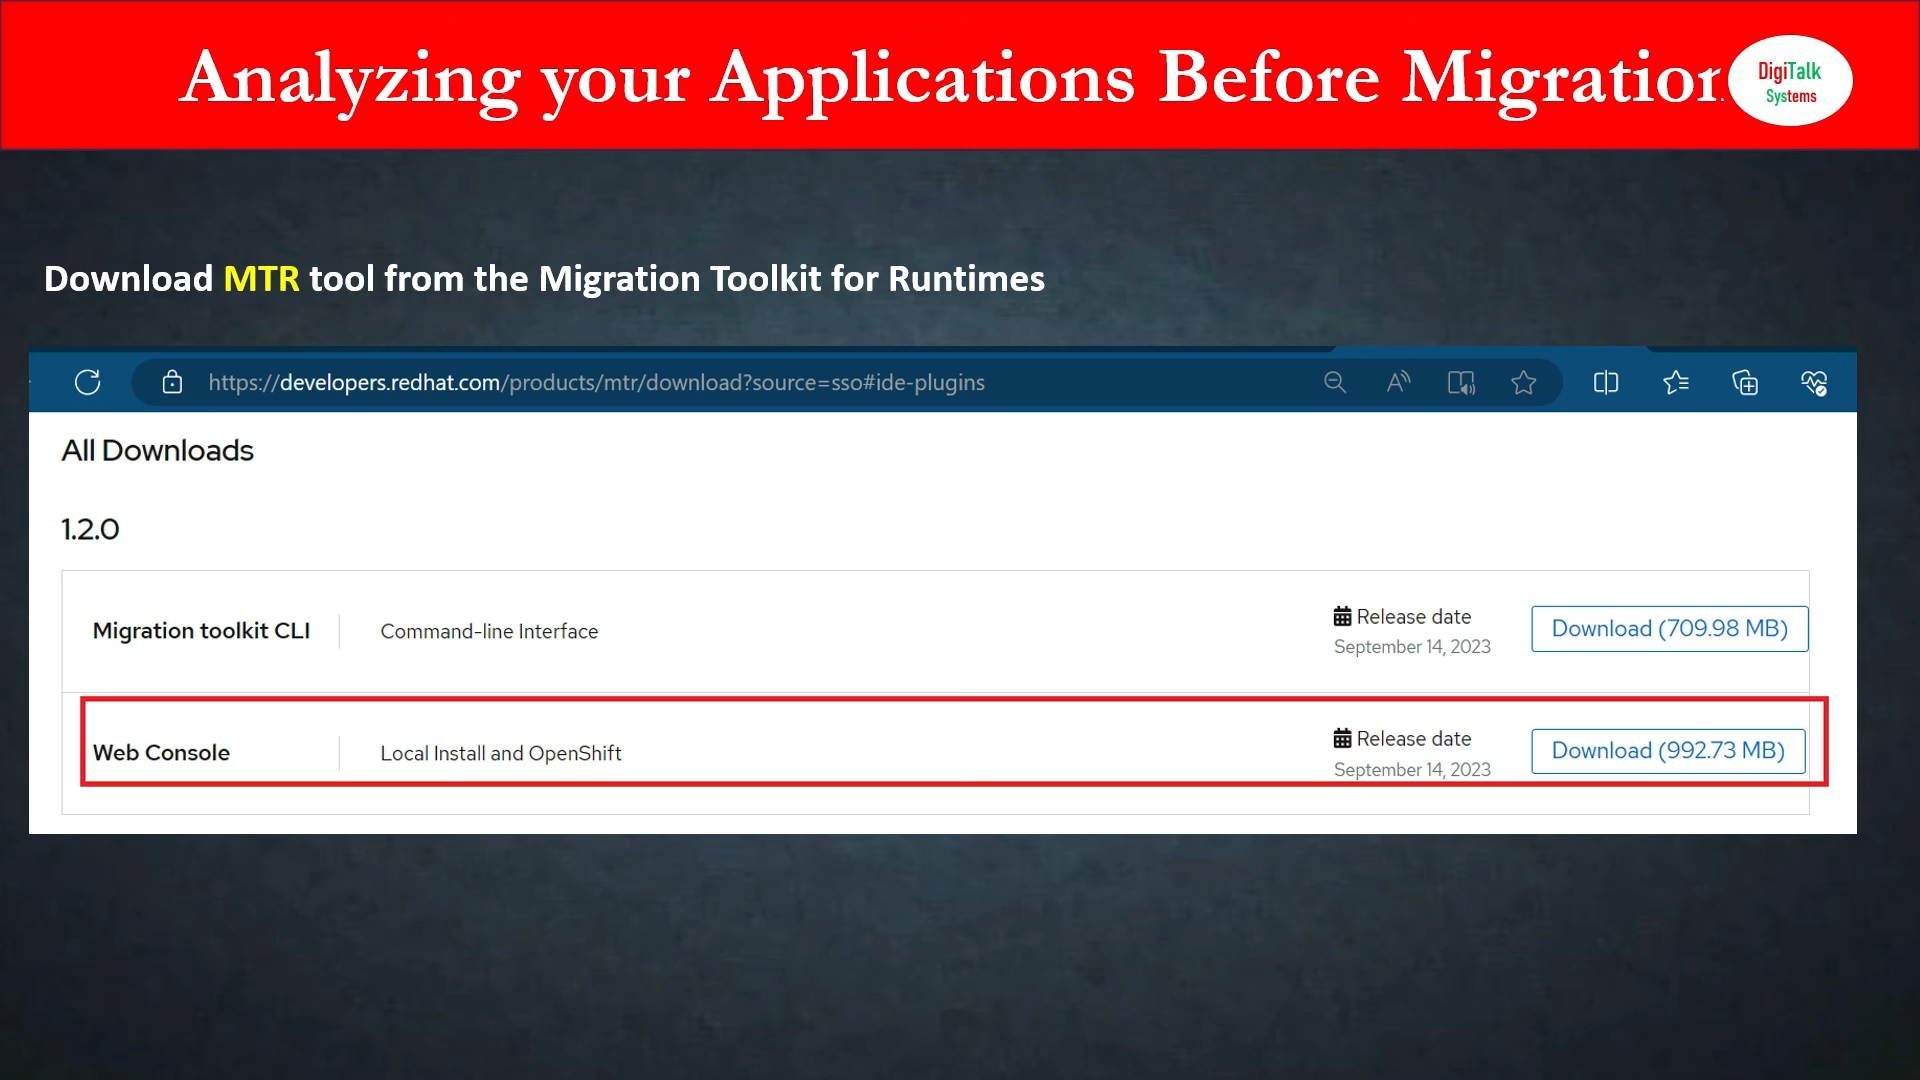 Analyzing your Applications Before Migration
DigiTalk
Systems
Download MTR tool from the Migration Toolkit for Runtimes
https://developers.redhat.com/products/mtr/download?source=sso#ide-plugins
All Downloads
1.2.0
Migration toolkit CLI
Command-line Interface
Release date
September 14, 2023
Download (709.98 MB)
Web Console
Local Install and OpenShift
Release date
September 14, 2023
Download (992.73 MB)